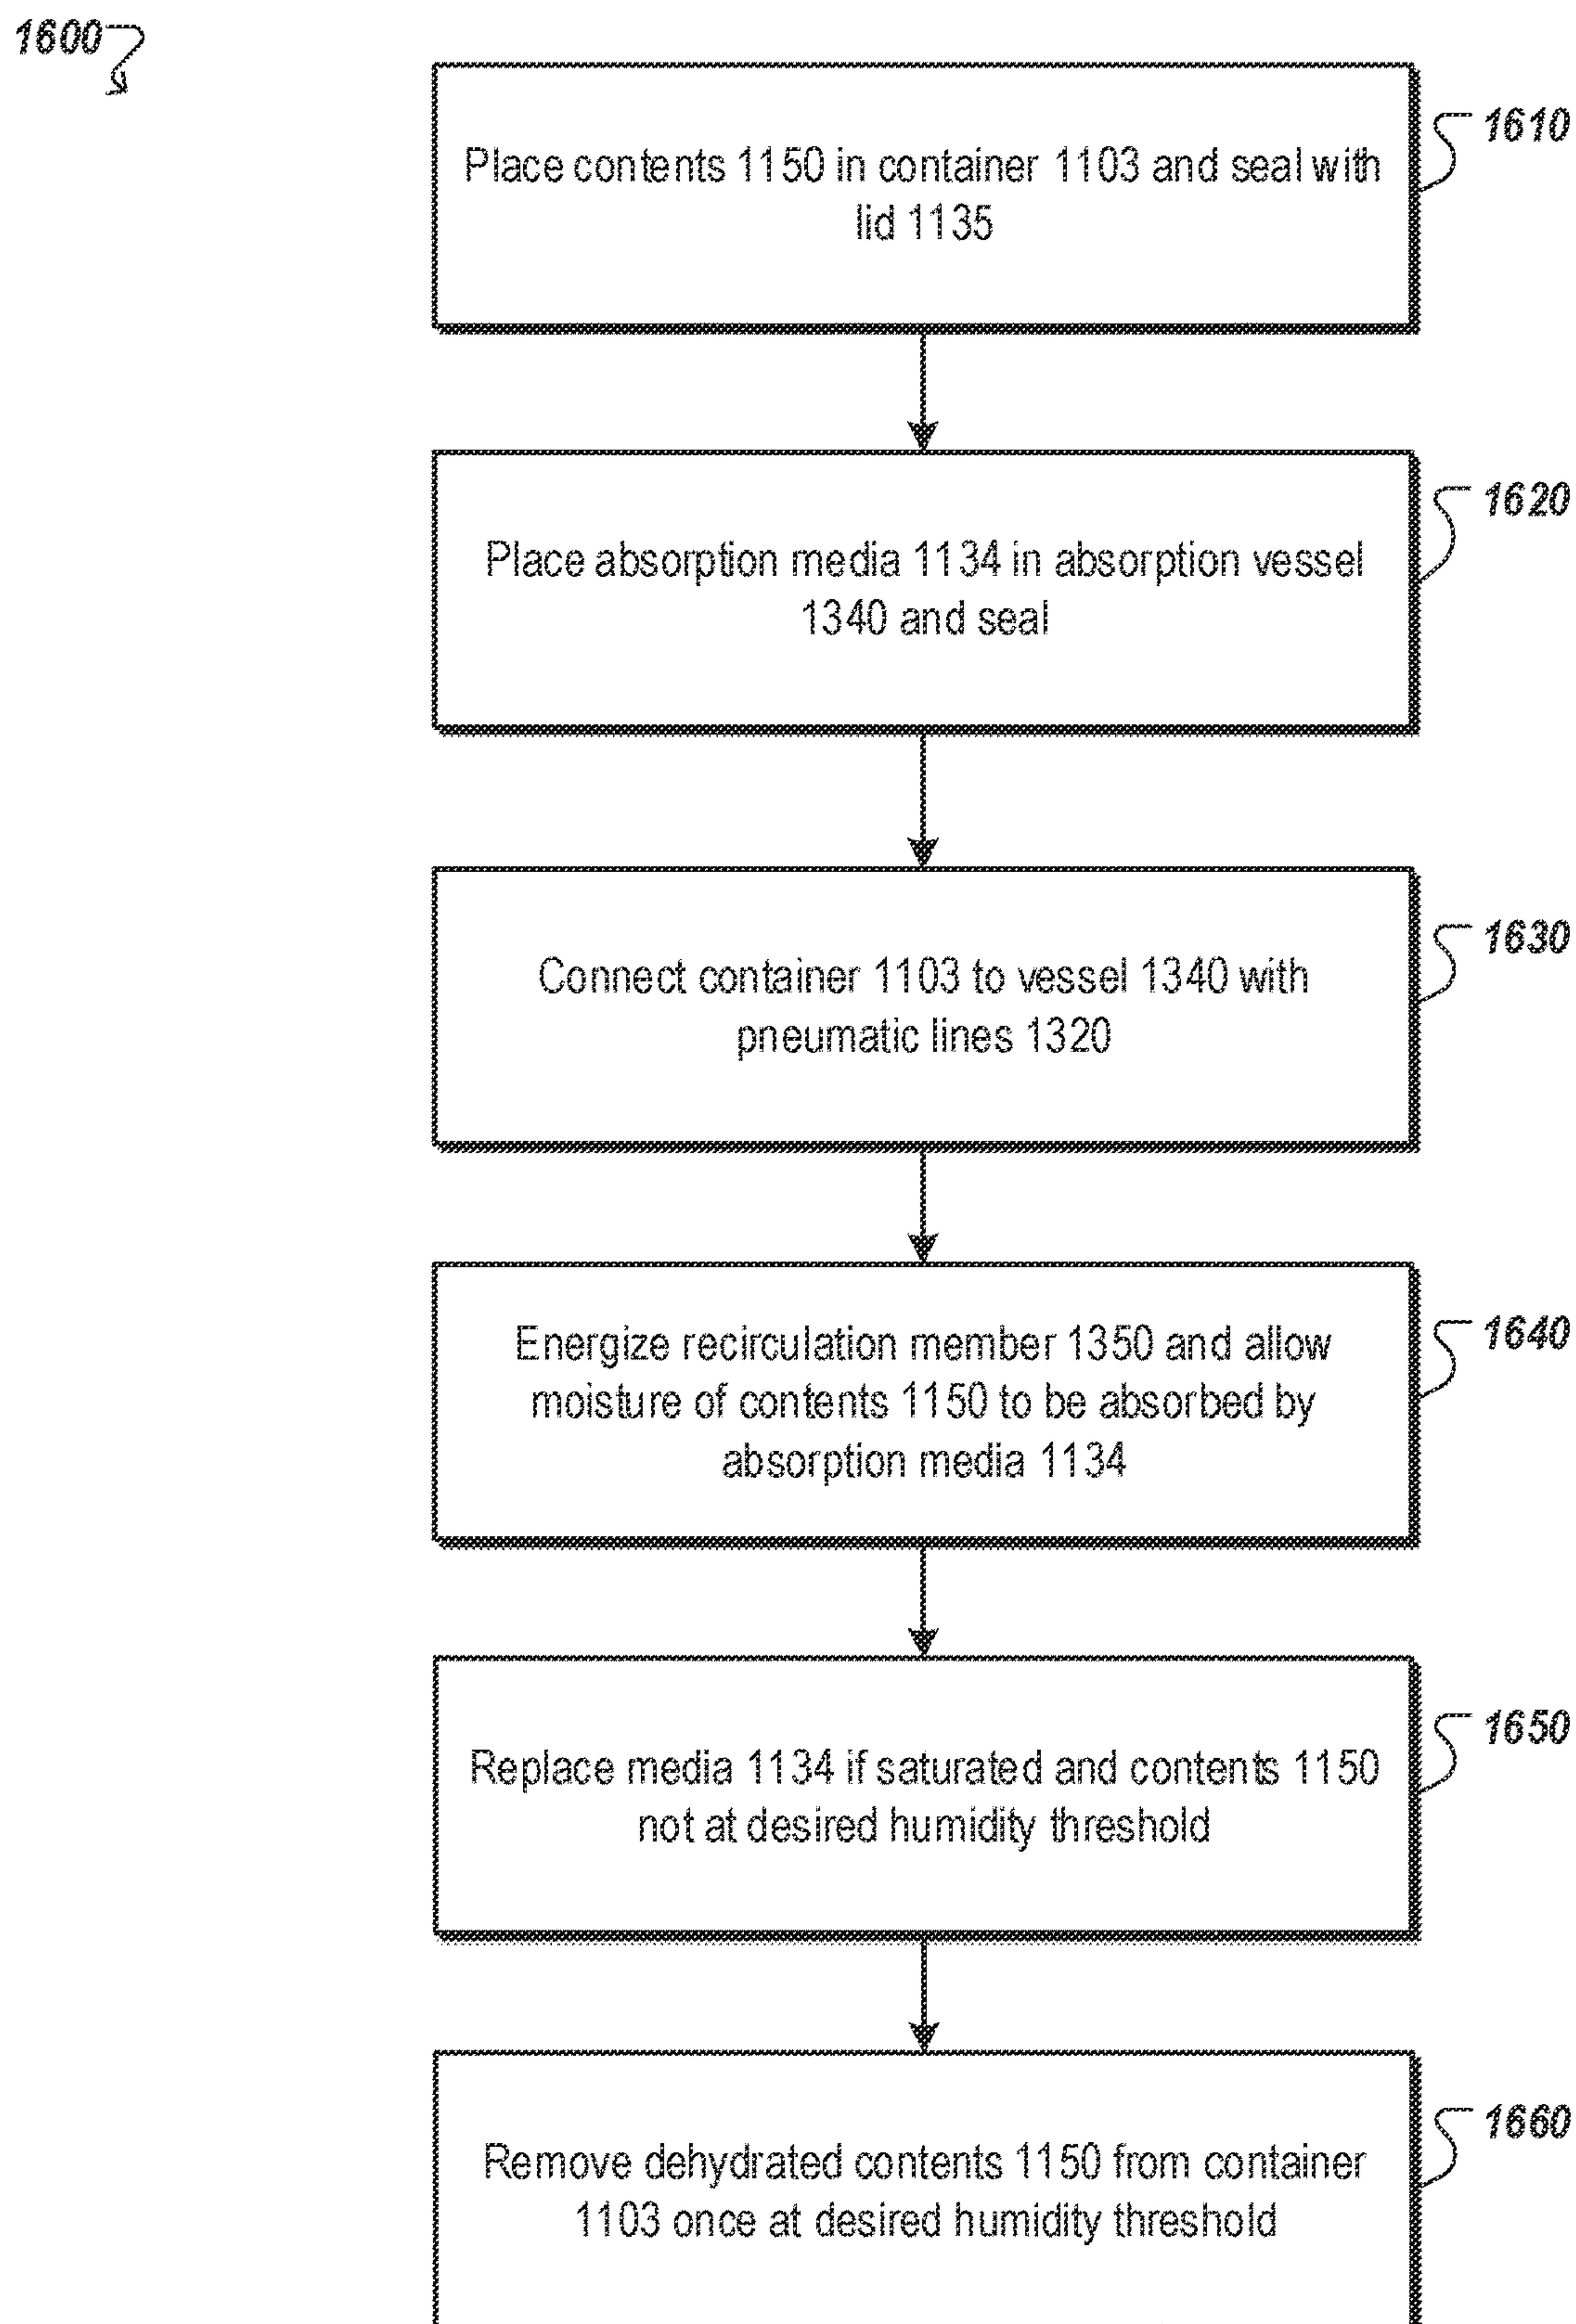 1600
Place contents 1150 in container 1103 and seal with
lid 1135
1610
Place absorption media 1134 in absorption vessel
1340 and seal
1620
Connect container 1103 to vessel 1340 with
pneumatic lines 1320
1630
Energize recirculation member 1350 and allow
moisture of contents 1150 to be absorbed by
absorption media 1134
1640
Replace media 1134 if saturated and contents 1150
not at desired humidity threshold
1650
Remove dehydrated contents 1150 from container
1103 once at desired humidity threshold
1660